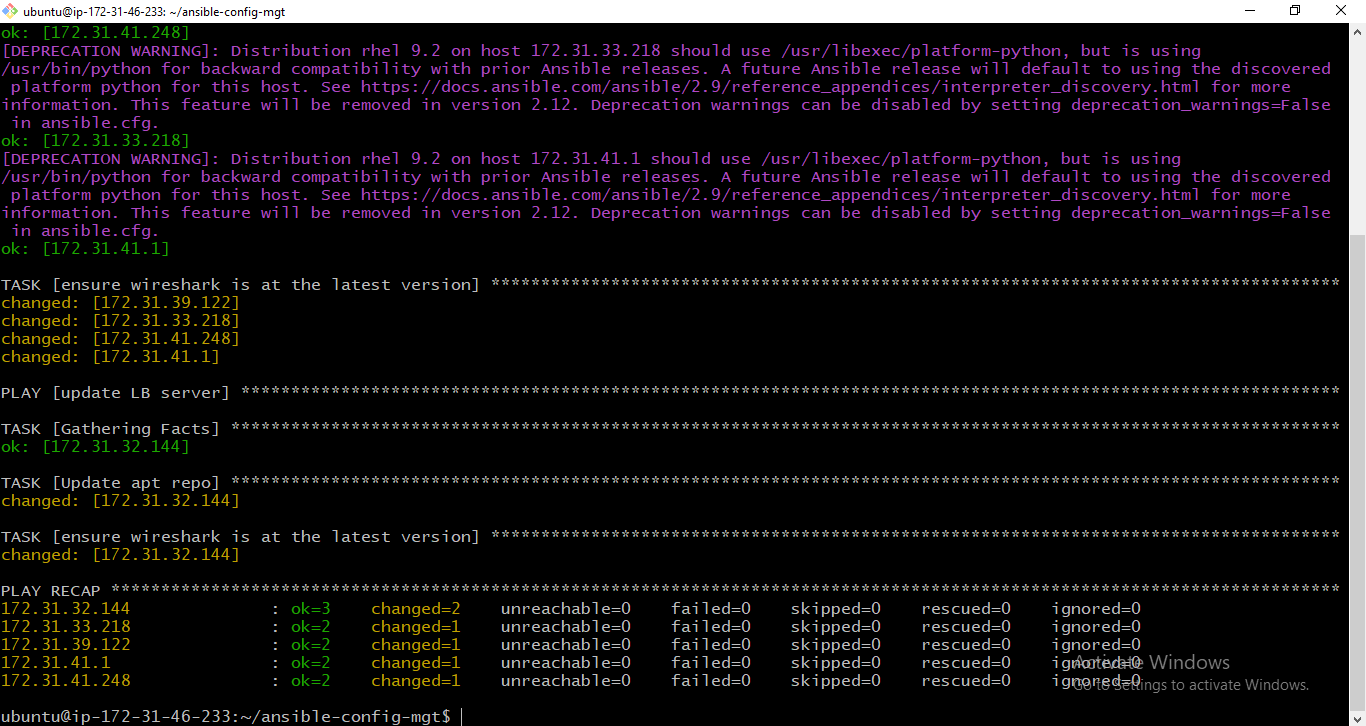 ubuntu@ip-172-31-46-233: ~/ansible-config-mgt
ok: [172.31.41.248]
[DEPRECATION WARNING]: Distribution rhel 9.2 on host 172.31.33.218 should use /usr/libexec/platform-python, but is using
/usr/bin/python for backward compatibility with prior Ansible releases. A future Ansible release will default to using the discovered
platform python for this host. See https://docs.ansible.com/ansible/2.9/reference_appendices/interpreter_discovery.html for more
information. This feature will be removed in version 2.12. Deprecation warnings can be disabled by setting deprecation_warnings=False
in ansible.cfg.
ok: [172.31.33.218]
[DEPRECATION WARNING]: Distribution rhel 9.2 on host 172.31.41.1 should use /usr/libexec/platform-python, but is using
/usr/bin/python for backward compatibility with prior Ansible releases. A future Ansible release will default to using the discovered
platform python for this host. See https://docs.ansible.com/ansible/2.9/reference_appendices/interpreter_discovery.html for more
information. This feature will be removed in version 2.12. Deprecation warnings can be disabled by setting deprecation_warnings=False
in ansible.cfg.
ok: [172.31.41.1]
TASK [ensure wireshark is at the latest version] *************************************************************************************
changed: [172.31.39.122]
changed: [172.31.33.218]
changed: [172.31.41.248]
changed: [172.31.41.1]
PLAY [update LB server] **************************************************************************************************************
TASK [Gathering Facts] ***************************************************************************************************************
ok: [172.31.32.144]
TASK [Update apt repo] ***************************************************************************************************************
changed: [172.31.32.144]
TASK [ensure wireshark is at the latest version] *************************************************************************************
changed: [172.31.32.144]
PLAY RECAP ***************************************************************************************************************************
172.31.32.144 : ok=3 changed=2 unreachable=0 failed=0 skipped=0 rescued=0 ignored=0
172.31.33.218 : ok=2 changed=1 unreachable=0 failed=0 skipped=0 rescued=0 ignored=0
172.31.39.122 : ok=2 changed=1 unreachable=0 failed=0 skipped=0 rescued=0 ignored=0
172.31.41.1 : ok=2 changed=1 unreachable=0 failed=0 skipped=0 rescued=0 ignored=0
Activate Windows
172.31.41.248 : ok=2 changed=1 unreachable=0 failed=0 skipped=0 rescued=0 ignored=0
Go to Settings to activate Windows.
ubuntu@ip-172-31-46-233:~/ansible-config-mgt$